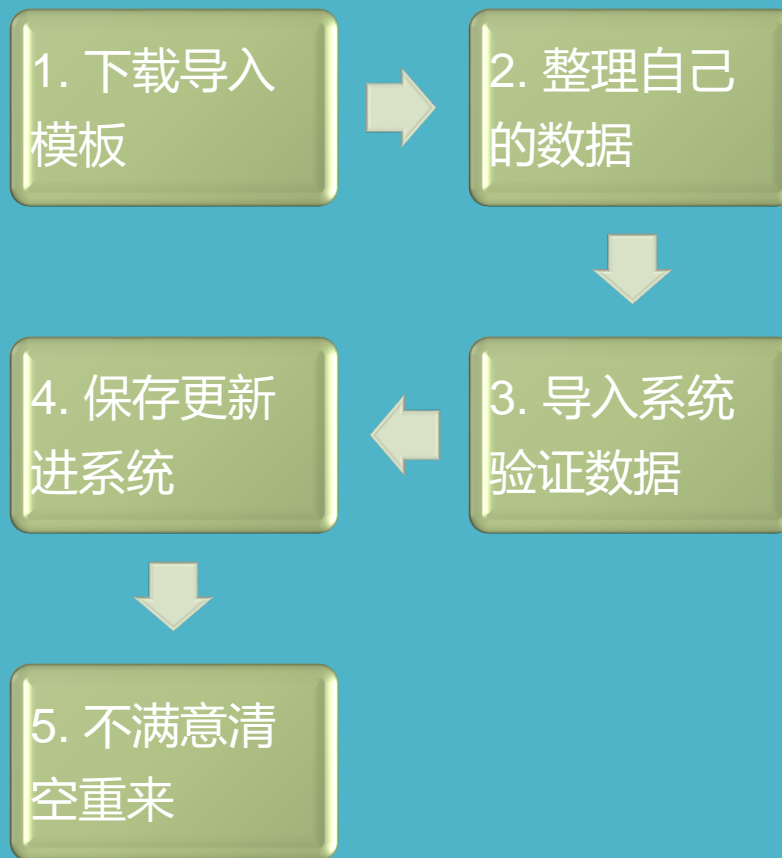 1. 下载导入
模板
2. 整理自己
的数据
3. 导入系统
验证数据
4. 保存更新
进系统
5. 不满意清
空重来